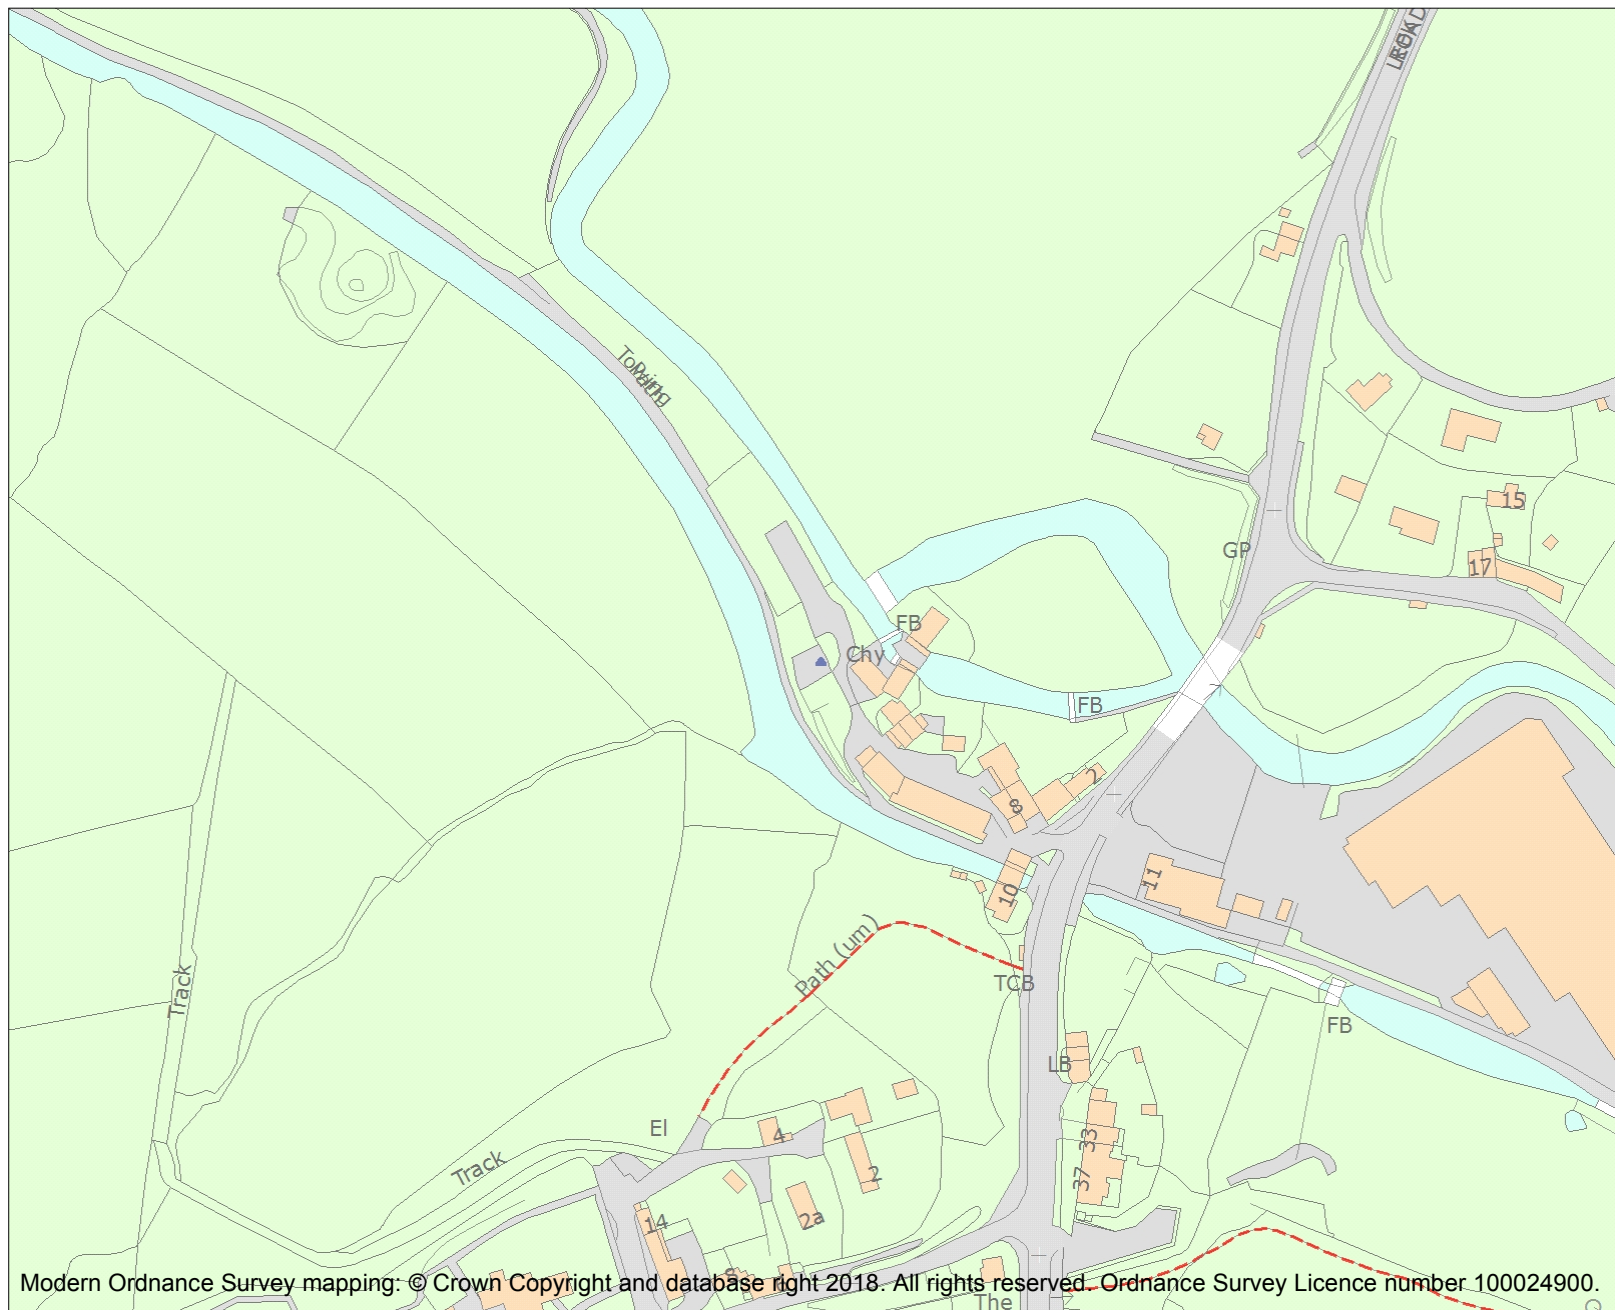 ROAD
Towing
Path
GP
15
17
FB
Chy
FB
2
8
10
11
Path (um)
TCB
FB
Track
LB
El
4
33
Track
2
37
2a
14
Modern Ordnance Survey mapping: © Crown Copyright and database right 2018. All rights reserved. Ordnance Survey Licence number 100024900.
The